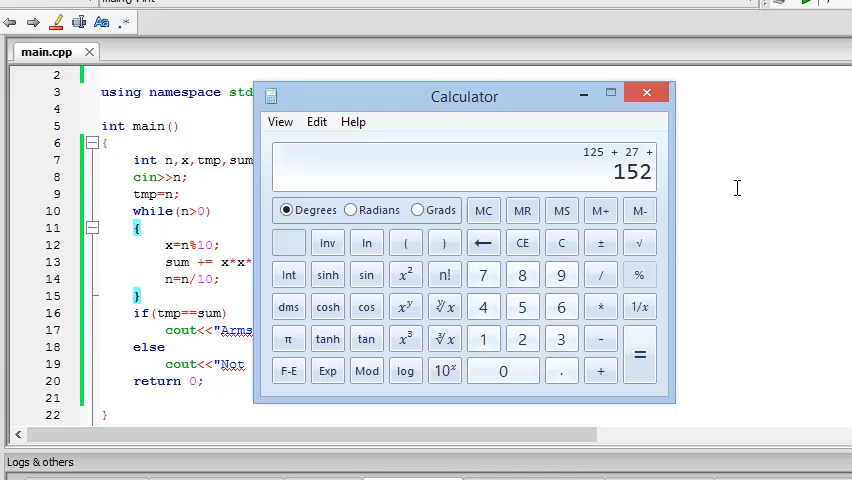 main.cpp
2
3 using namespace std
4
5 int main()
6 {
7 int n,x,tmp,sum
8 cin>>n;
9 tmp=n;
10 while(n>0)
11 {
12 x=n%10;
13 sum += x*x*
14 n=n/10;
15 }
16 if(tmp==sum)
17 cout<<"Arms
18 else
19 cout<<"Not
20 return 0;
21
22 }
Logs & others
Calculator
View Edit Help
125 + 27 +
152
Degrees Radians Grads MC MR MS M+ M-
Inv ln ( ) ← CE C ± √
Int sinh sin x² n! 7 8 9 / %
dms cosh cos xʸ ʸ√x 4 5 6 * 1/x
π tanh tan x³ ³√x 1 2 3 - =
F-E Exp Mod log 10ˣ 0 . +